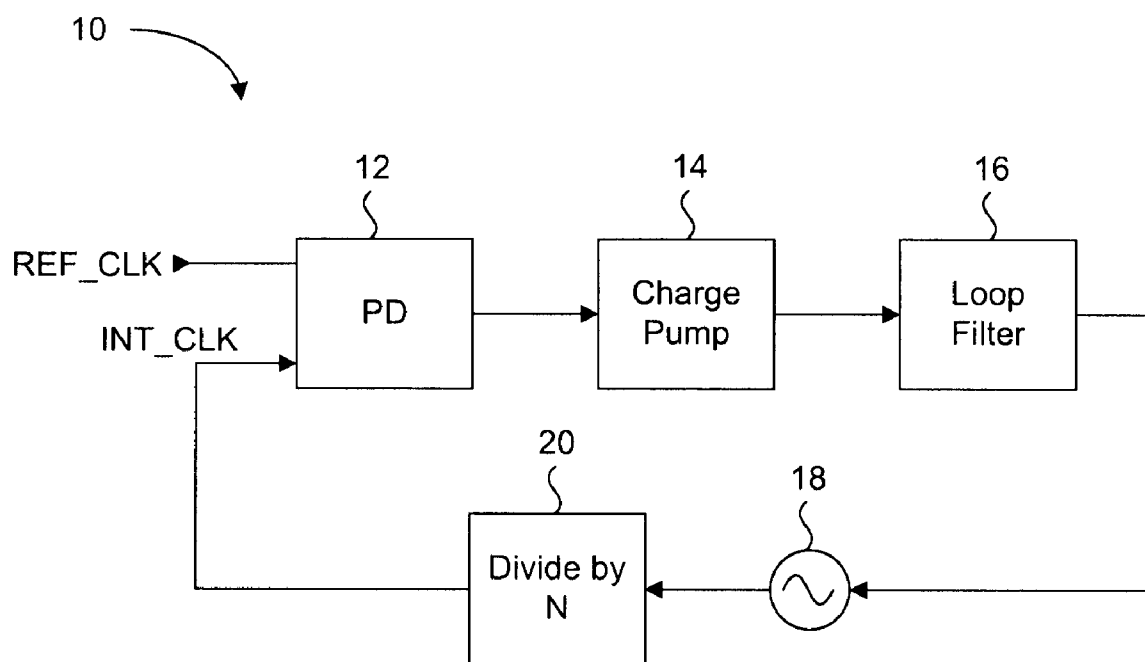 10
12
14
16
REF_CLK
PD
Charge
Pump
Loop
Filter
INT_CLK
20
18
Divide by
N